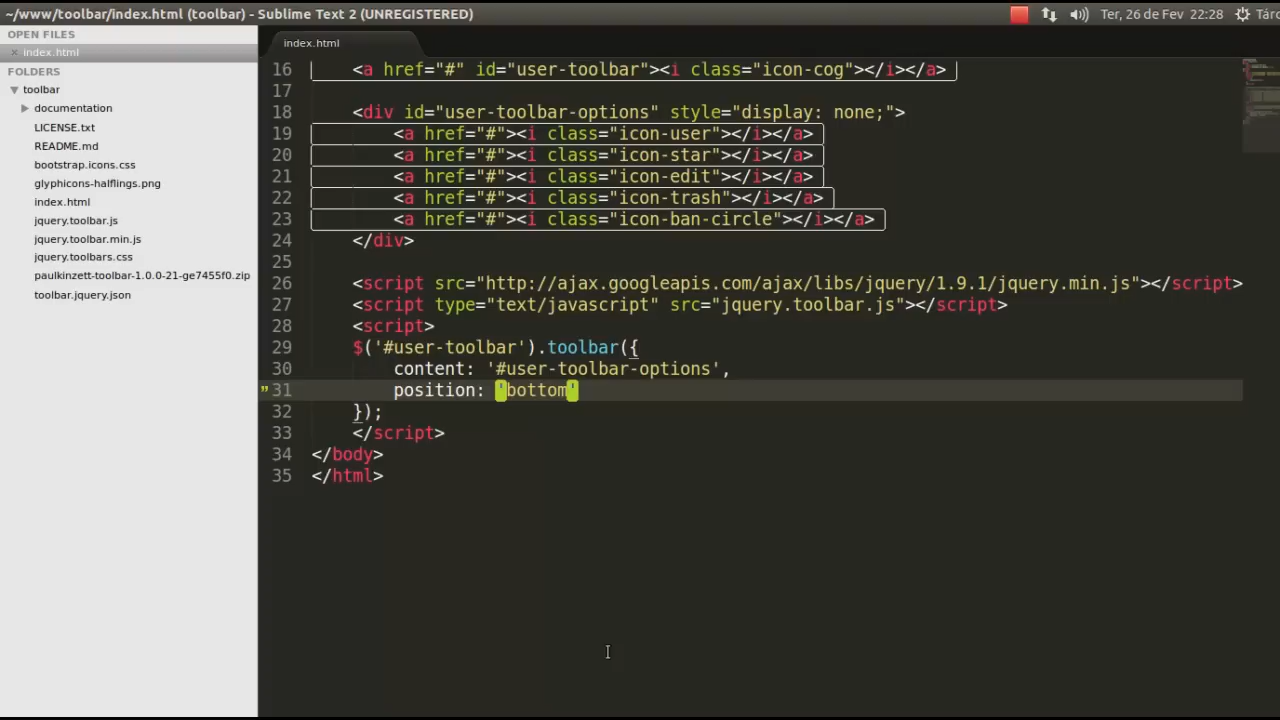 ~/www/toolbar/index.html (toolbar) - Sublime Text 2 (UNREGISTERED)
Ter, 26 de Fev 22:28
Tárc
OPEN FILES
× index.html
FOLDERS
toolbar
documentation
LICENSE.txt
README.md
bootstrap.icons.css
glyphicons-halflings.png
index.html
jquery.toolbar.js
jquery.toolbar.min.js
jquery.toolbars.css
paulkinzett-toolbar-1.0.0-21-ge7455f0.zip
toolbar.jquery.json
index.html
16 <a href="#" id="user-toolbar"><i class="icon-cog"></i></a>
17
18 <div id="user-toolbar-options" style="display: none;">
19 <a href="#"><i class="icon-user"></i></a>
20 <a href="#"><i class="icon-star"></i></a>
21 <a href="#"><i class="icon-edit"></i></a>
22 <a href="#"><i class="icon-trash"></i></a>
23 <a href="#"><i class="icon-ban-circle"></i></a>
24 </div>
25
26 <script src="http://ajax.googleapis.com/ajax/libs/jquery/1.9.1/jquery.min.js"></script>
27 <script type="text/javascript" src="jquery.toolbar.js"></script>
28 <script>
29 $('#user-toolbar').toolbar({
30 content: '#user-toolbar-options',
31 position: 'bottom'
32 });
33 </script>
34 </body>
35 </html>